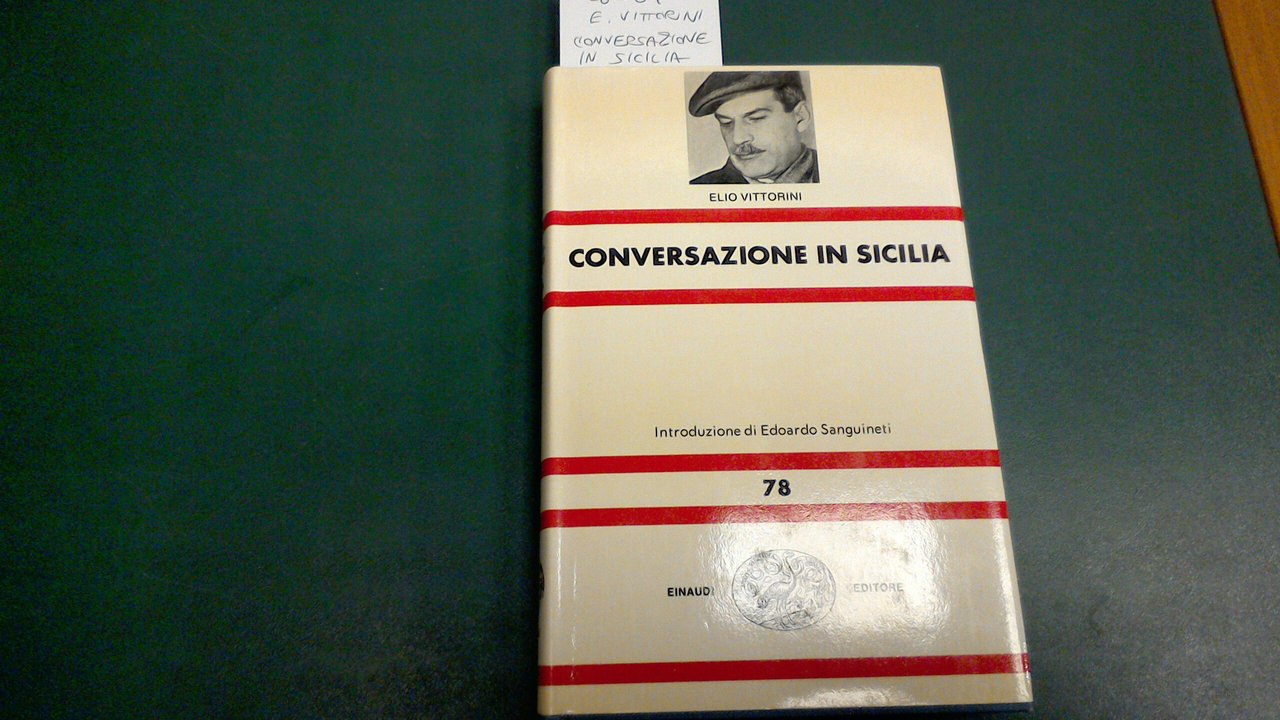 E. VITTORINI
CONVERSAZIONE
IN SICILIA
ELIO VITTORINI
CONVERSAZIONE IN SICILIA
Introduzione di Edoardo Sanguineti
78
EINAUDI EDITORE